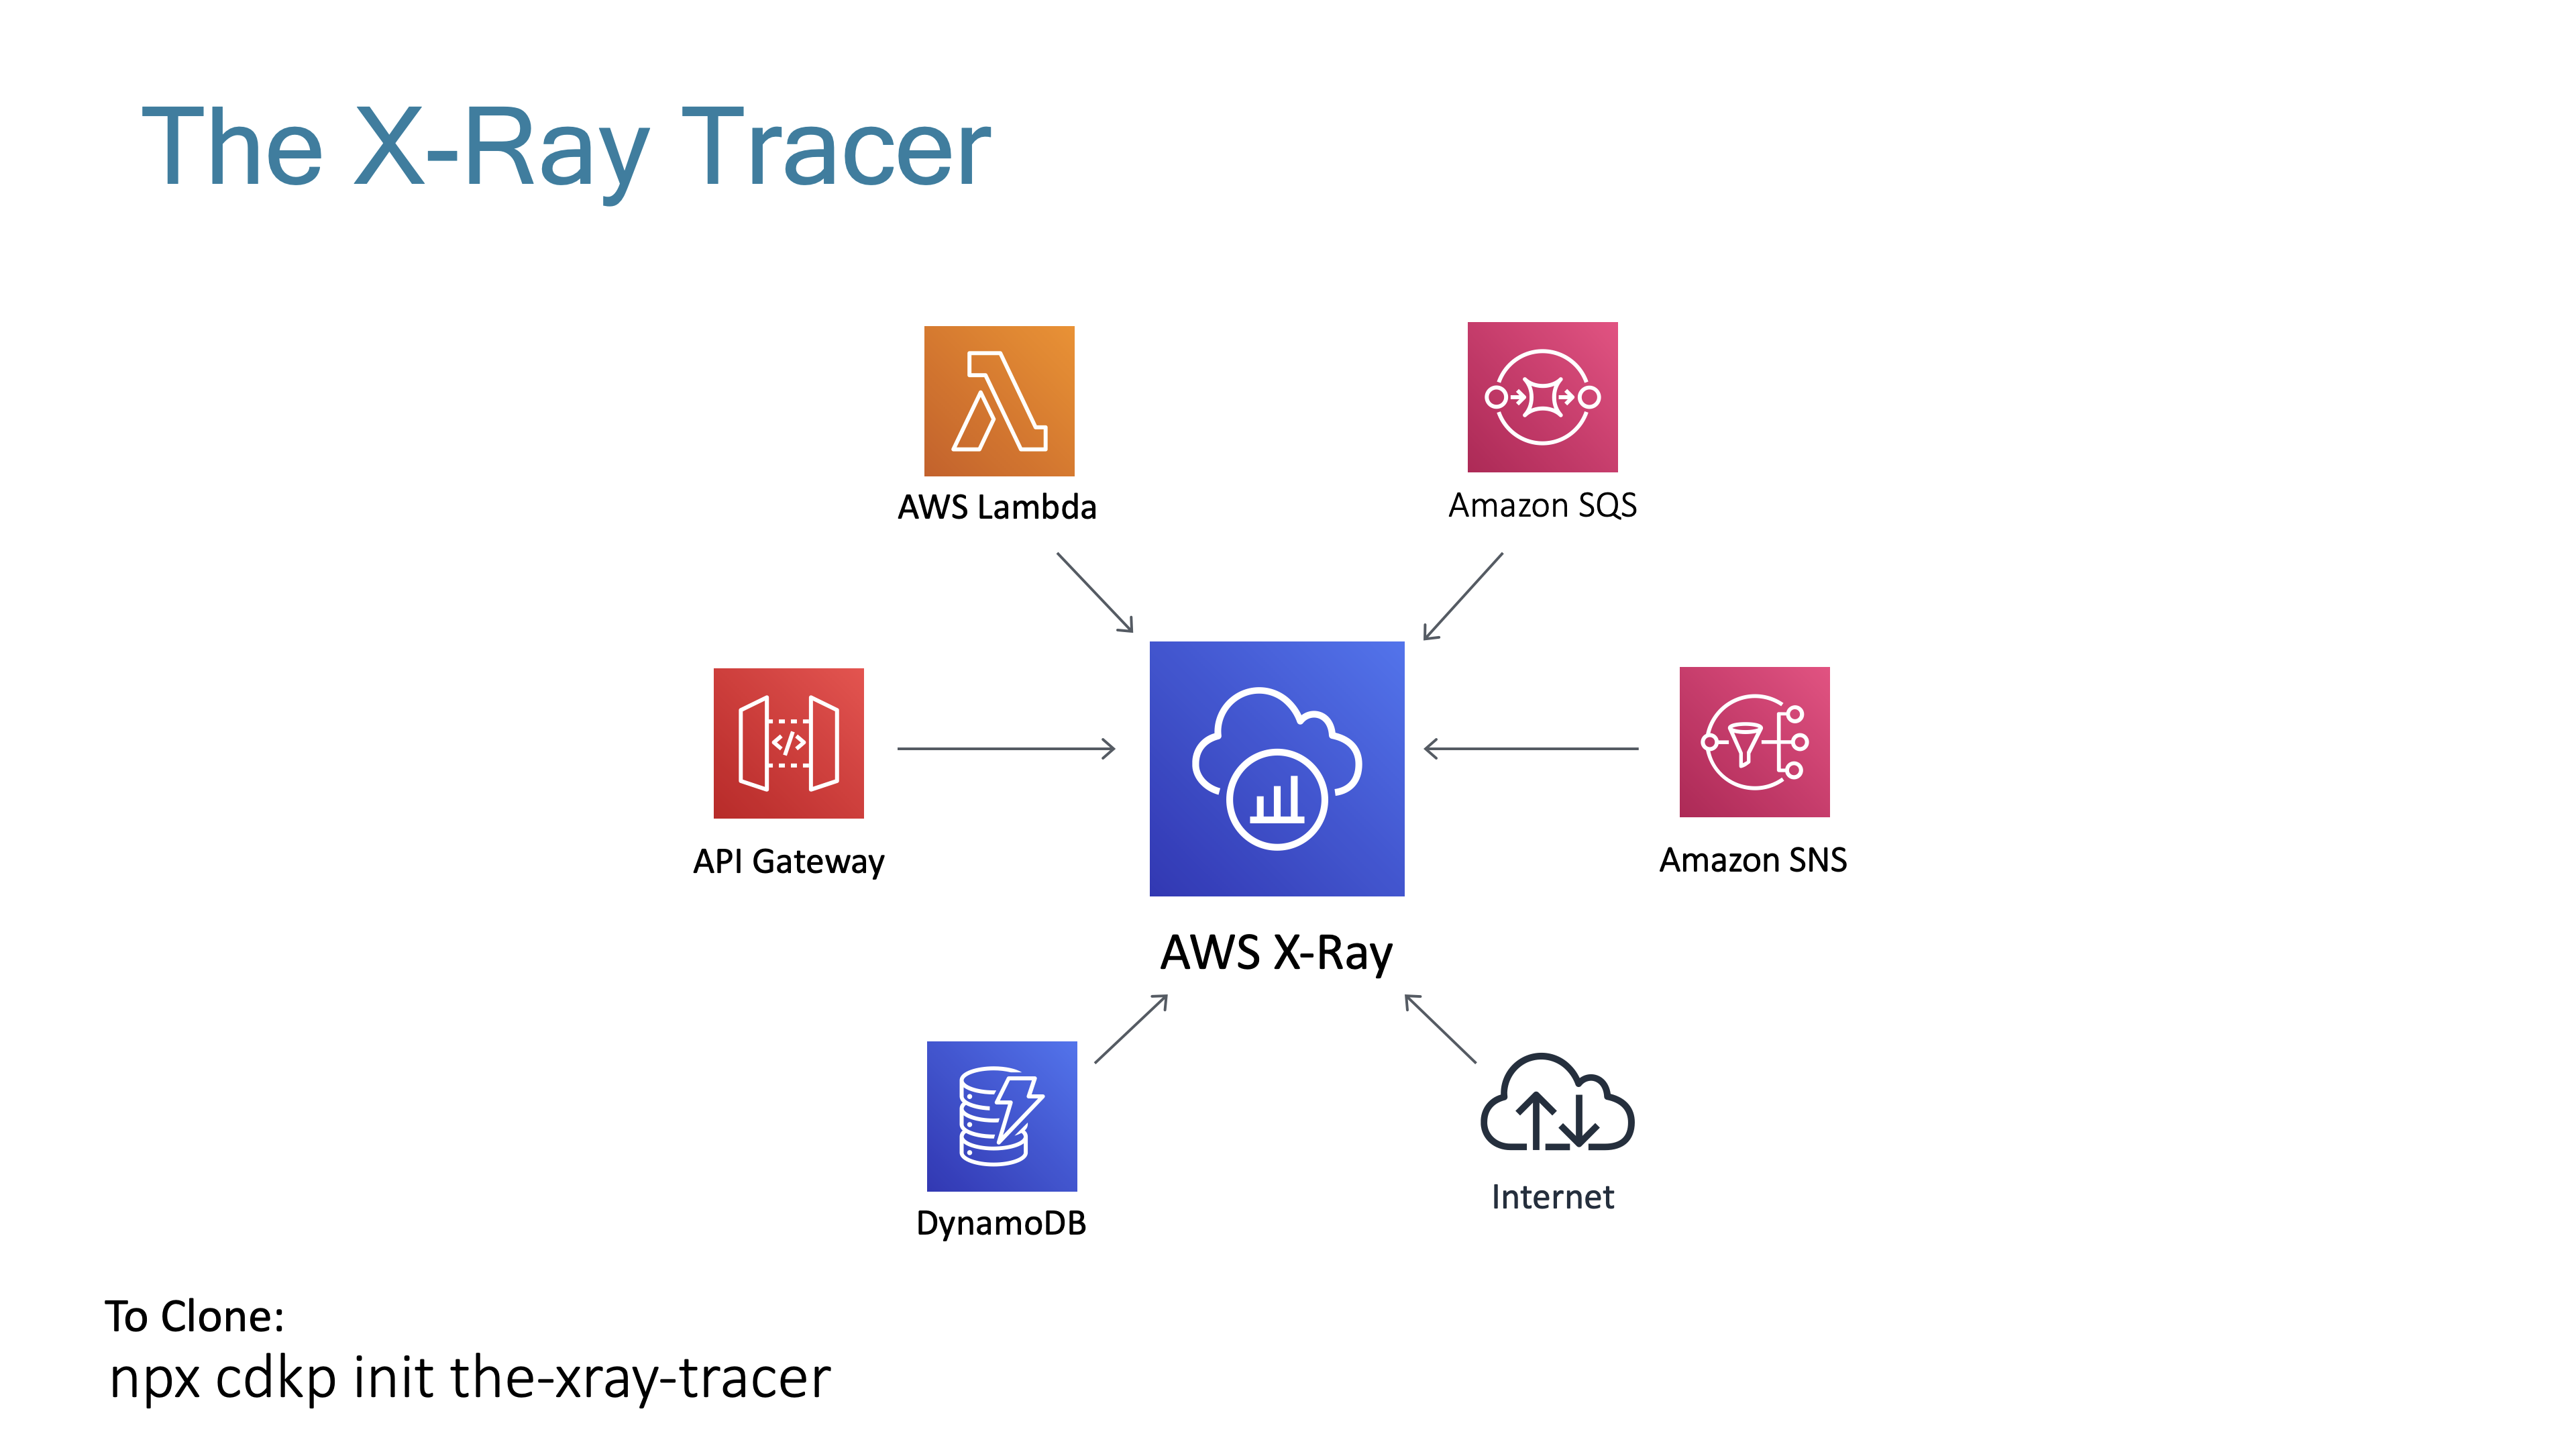 The X-Ray Tracer
AWS Lambda
Amazon SQS
</>
API Gateway
Amazon SNS
AWS X-Ray
DynamoDB
Internet
To Clone:
npx cdkp init the-xray-tracer